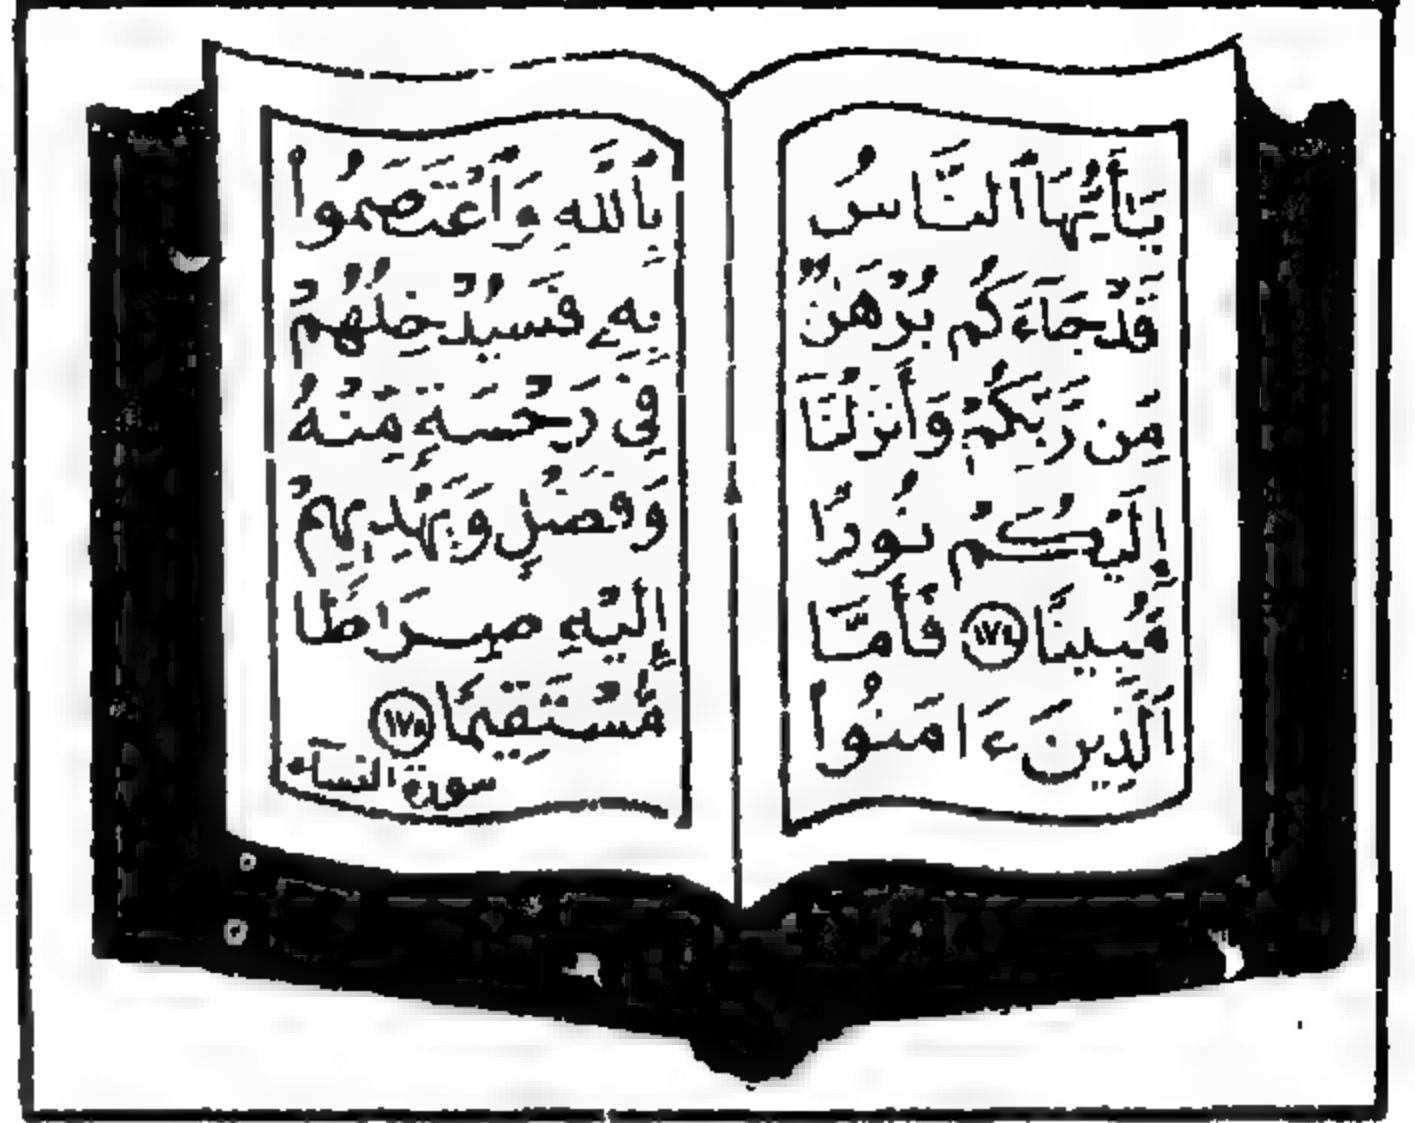 يَٰٓأَيُّهَا ٱلنَّاسُ
قَدْ جَآءَكُم بُرْهَٰنٌ
مِّن رَّبِّكُمْ وَأَنزَلْنَآ
إِلَيْكُمْ نُورًا
مُّبِينًا ١٧٤ فَأَمَّا
ٱلَّذِينَ ءَامَنُوا۟
بِٱللَّهِ وَٱعْتَصَمُوا۟
بِهِۦ فَسَيُدْخِلُهُمْ
فِى رَحْمَةٍ مِّنْهُ
وَفَضْلٍ وَيَهْدِيهِمْ
إِلَيْهِ صِرَٰطًا
مُّسْتَقِيمًا ١٧٥
سورة النساء